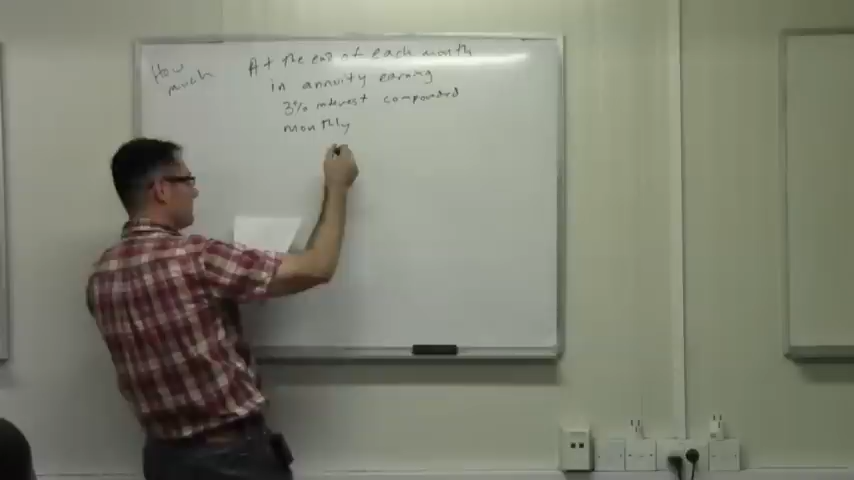 How
much
At the end of each month
in annuity earning
3% interest compounded
monthly